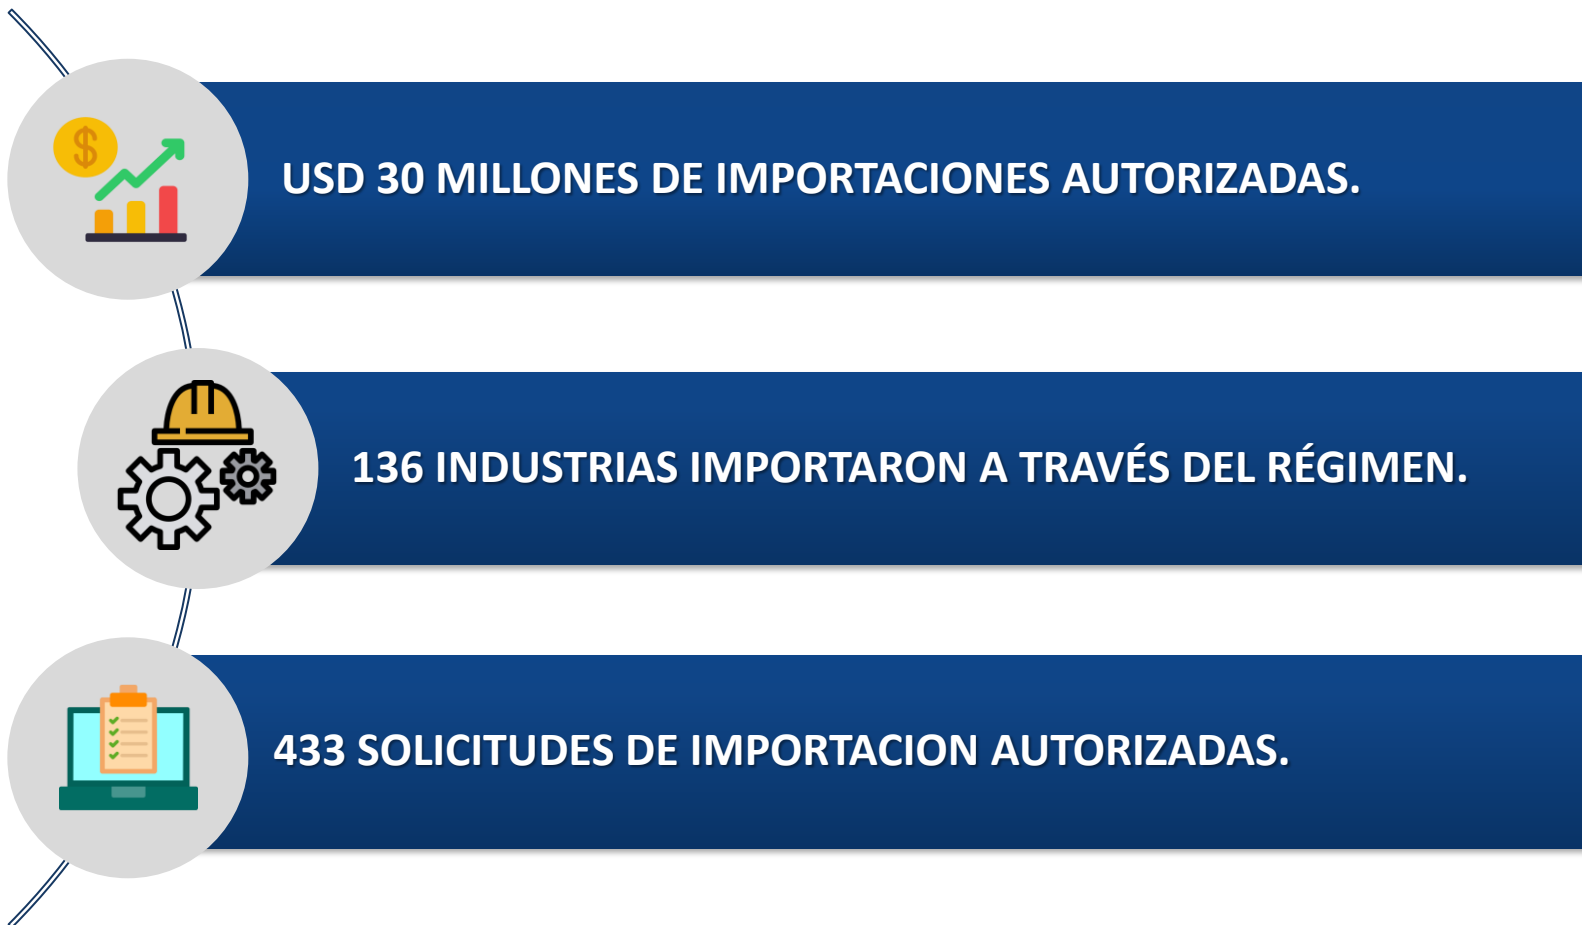 $
USD 30 MILLONES DE IMPORTACIONES AUTORIZADAS.
136 INDUSTRIAS IMPORTARON A TRAVÉS DEL RÉGIMEN.
433 SOLICITUDES DE IMPORTACION AUTORIZADAS.